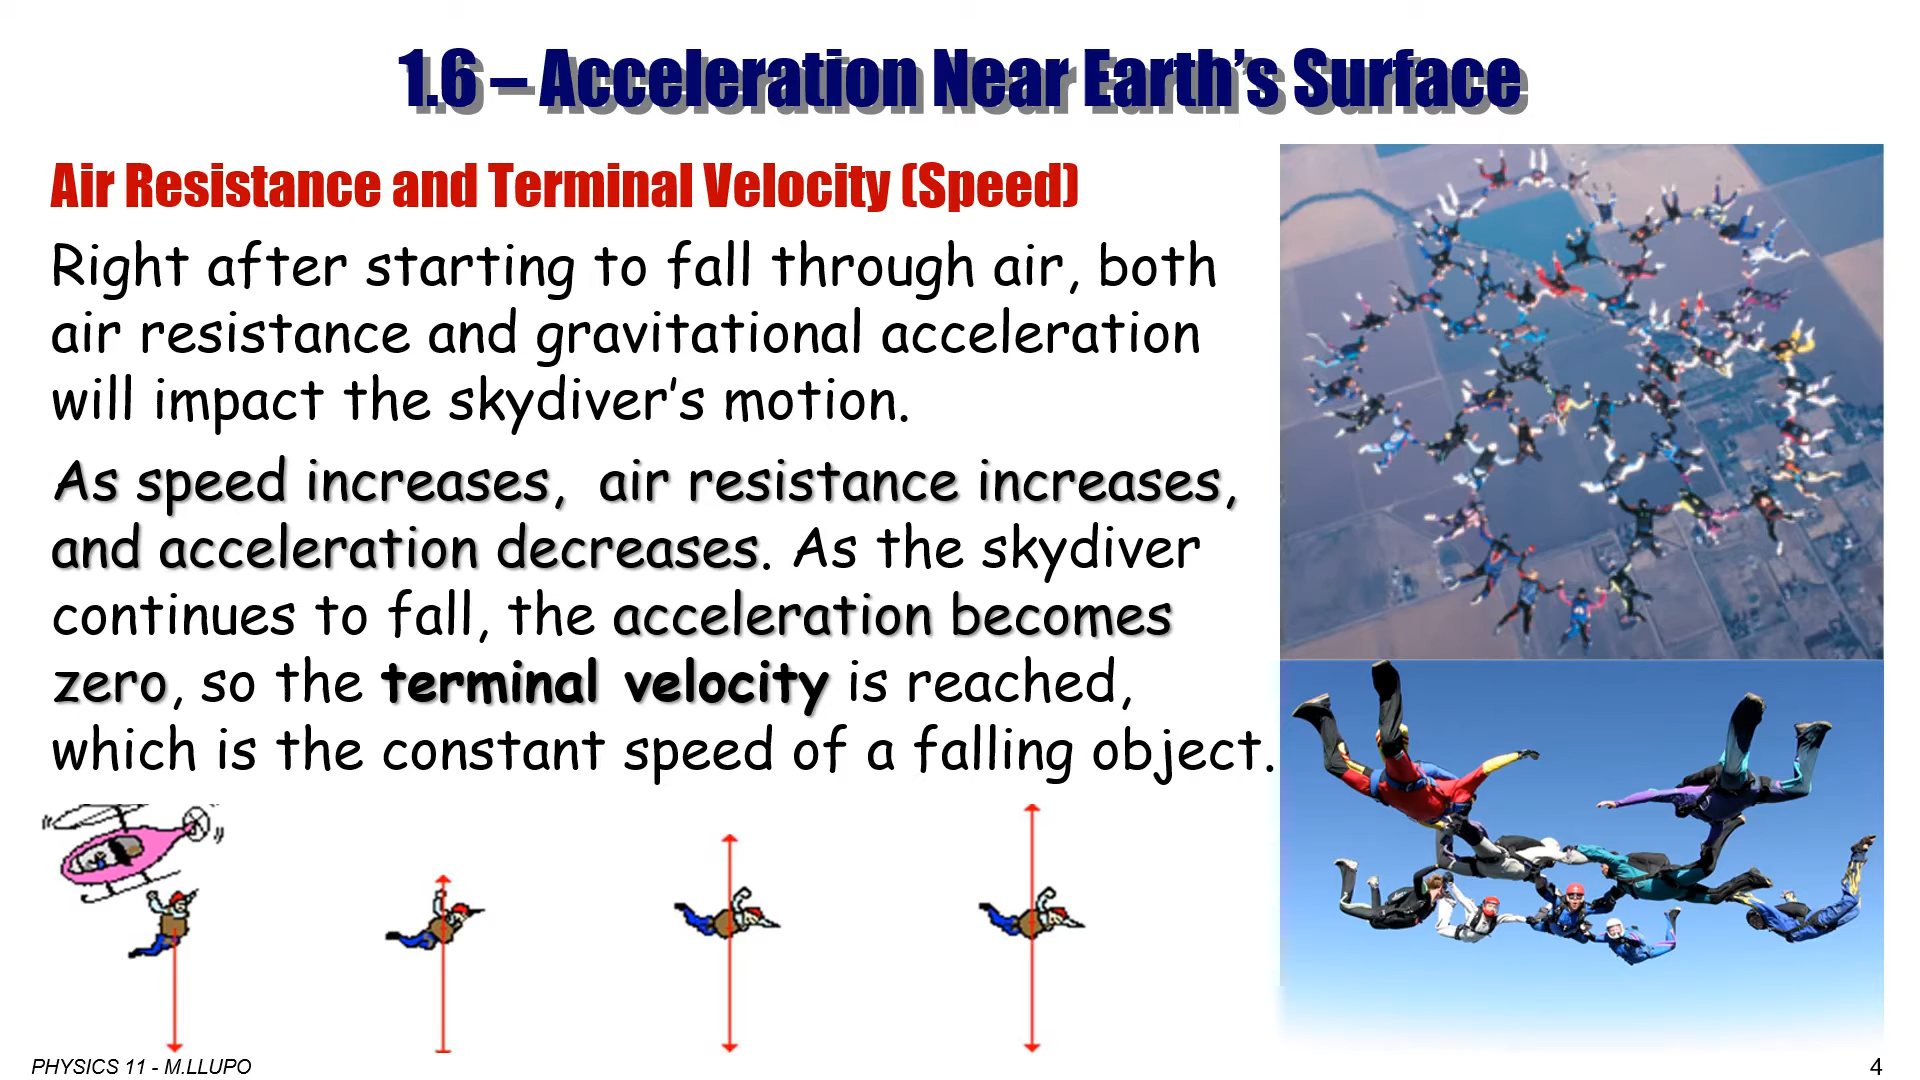 1.6 – Acceleration Near Earth’s Surface
Air Resistance and Terminal Velocity (Speed)
Right after starting to fall through air, both
air resistance and gravitational acceleration
will impact the skydiver’s motion.
As speed increases, air resistance increases,
and acceleration decreases. As the skydiver
continues to fall, the acceleration becomes
zero, so the terminal velocity is reached,
which is the constant speed of a falling object.
PHYSICS 11 - M.LLUPO
4